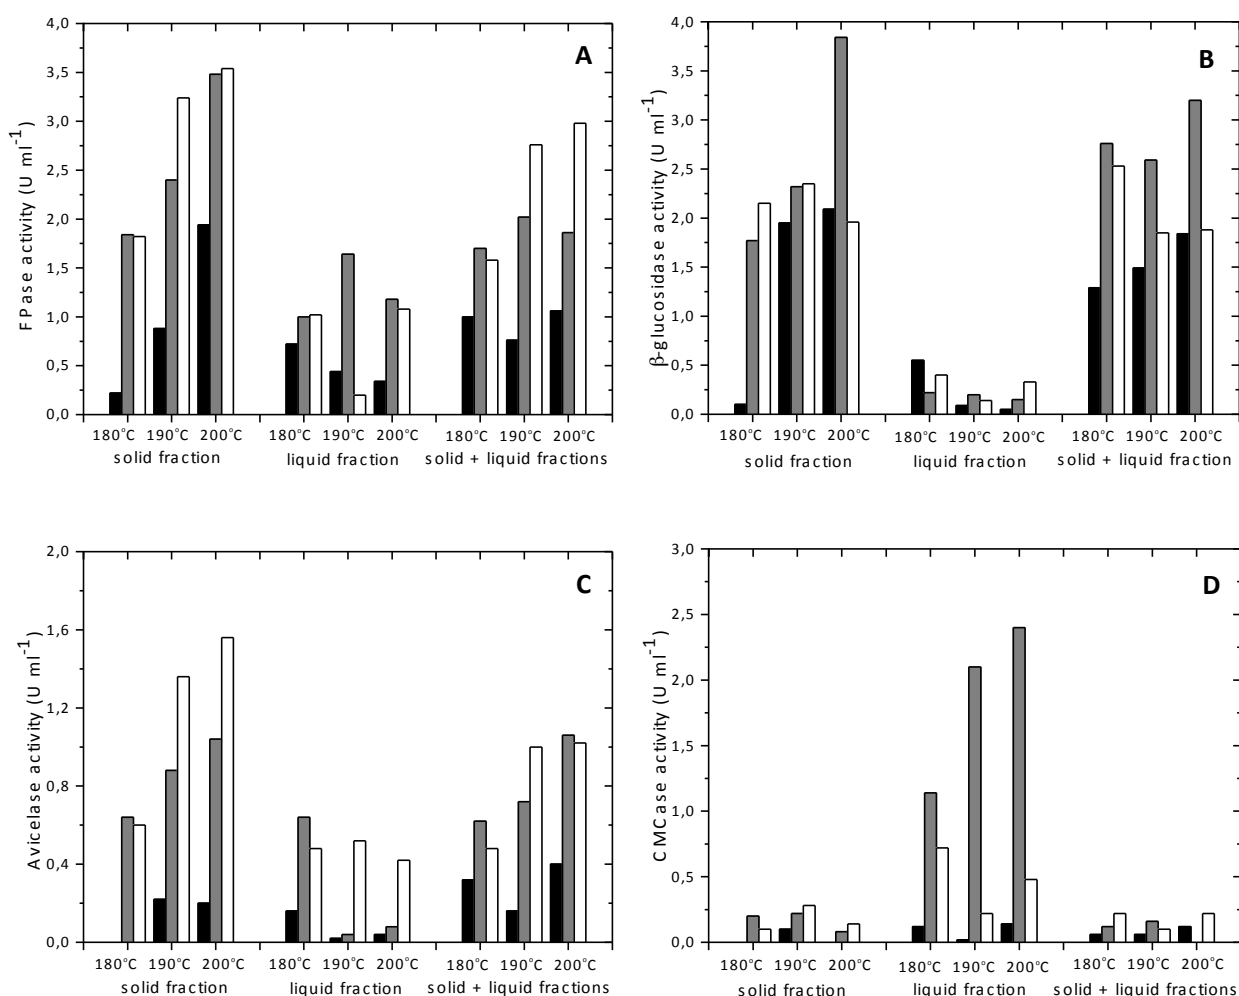 A
FPase activity (U ml-1)
4,0
3,5
3,0
2,5
2,0
1,5
1,0
0,5
0,0
180°C 190°C 200°C 180°C 190°C 200°C 180°C 190°C 200°C
solid fraction liquid fraction solid + liquid fractions
B
β-glucosidase activity (U ml-1)
4,0
3,5
3,0
2,5
2,0
1,5
1,0
0,5
0,0
180°C 190°C 200°C 180°C 190°C 200°C 180°C 190°C 200°C
solid fraction liquid fraction solid + liquid fraction
C
Avicelase activity (U ml-1)
2,0
1,6
1,2
0,8
0,4
0,0
180°C 190°C 200°C 180°C 190°C 200°C 180°C 190°C 200°C
solid fraction liquid fraction solid + liquid fractions
D
CMCase activity (U ml-1)
3,0
2,5
2,0
1,5
1,0
0,5
0,0
180°C 190°C 200°C 180°C 190°C 200°C 180°C 190°C 200°C
solid fraction liquid fraction solid + liquid fractions